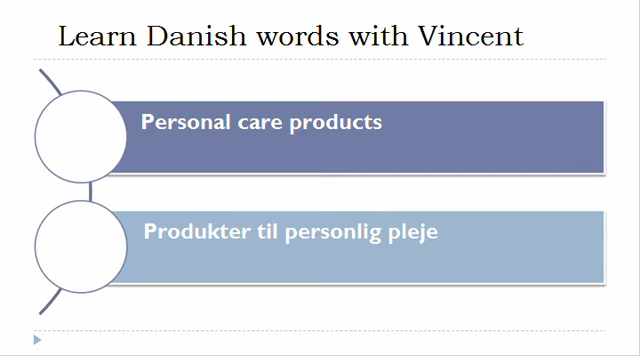 Learn Danish words with Vincent
Personal care products
Produkter til personlig pleje